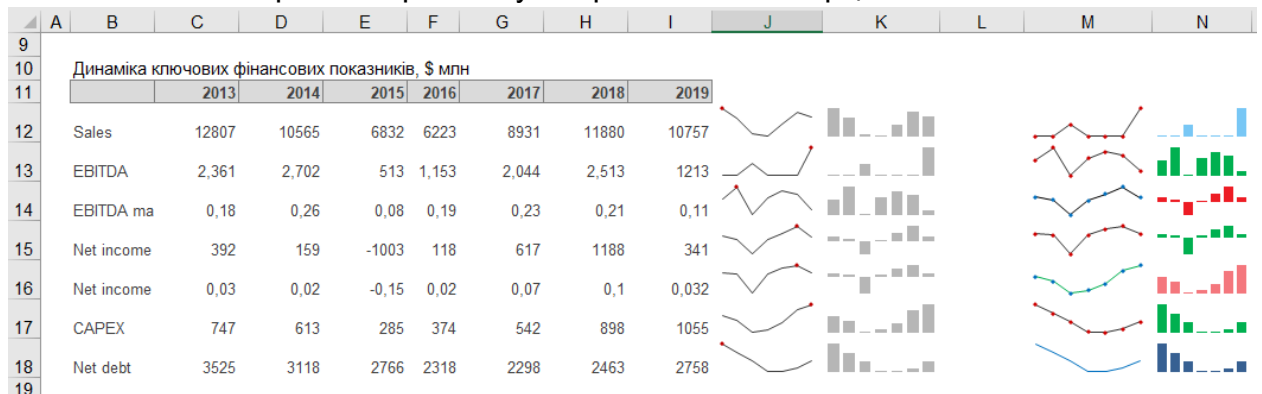 A B C D E F G H I J K L M N
9
10 Динаміка ключових фінансових показників, $ млн
11 2013 2014 2015 2016 2017 2018 2019
12 Sales 12807 10565 6832 6223 8931 11880 10757
13 EBITDA 2,361 2,702 513 1,153 2,044 2,513 1213
14 EBITDA ma 0,18 0,26 0,08 0,19 0,23 0,21 0,11
15 Net income 392 159 -1003 118 617 1188 341
16 Net income 0,03 0,02 -0,15 0,02 0,07 0,1 0,032
17 CAPEX 747 613 285 374 542 898 1055
18 Net debt 3525 3118 2766 2318 2298 2463 2758
19